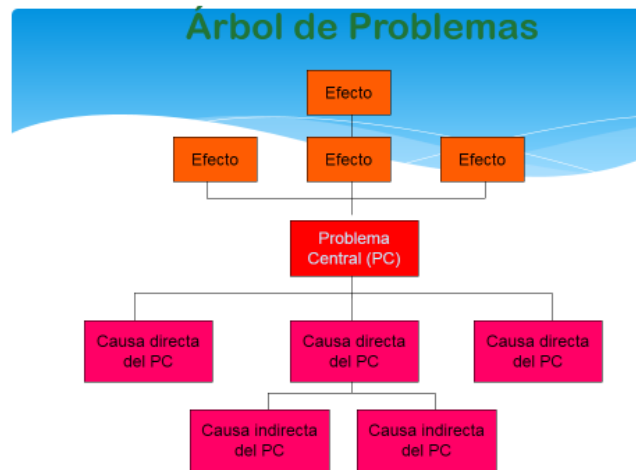 Árbol de Problemas
Efecto
Efecto
Efecto
Efecto
Problema
Central (PC)
Causa directa
del PC
Causa directa
del PC
Causa directa
del PC
Causa indirecta
del PC
Causa indirecta
del PC